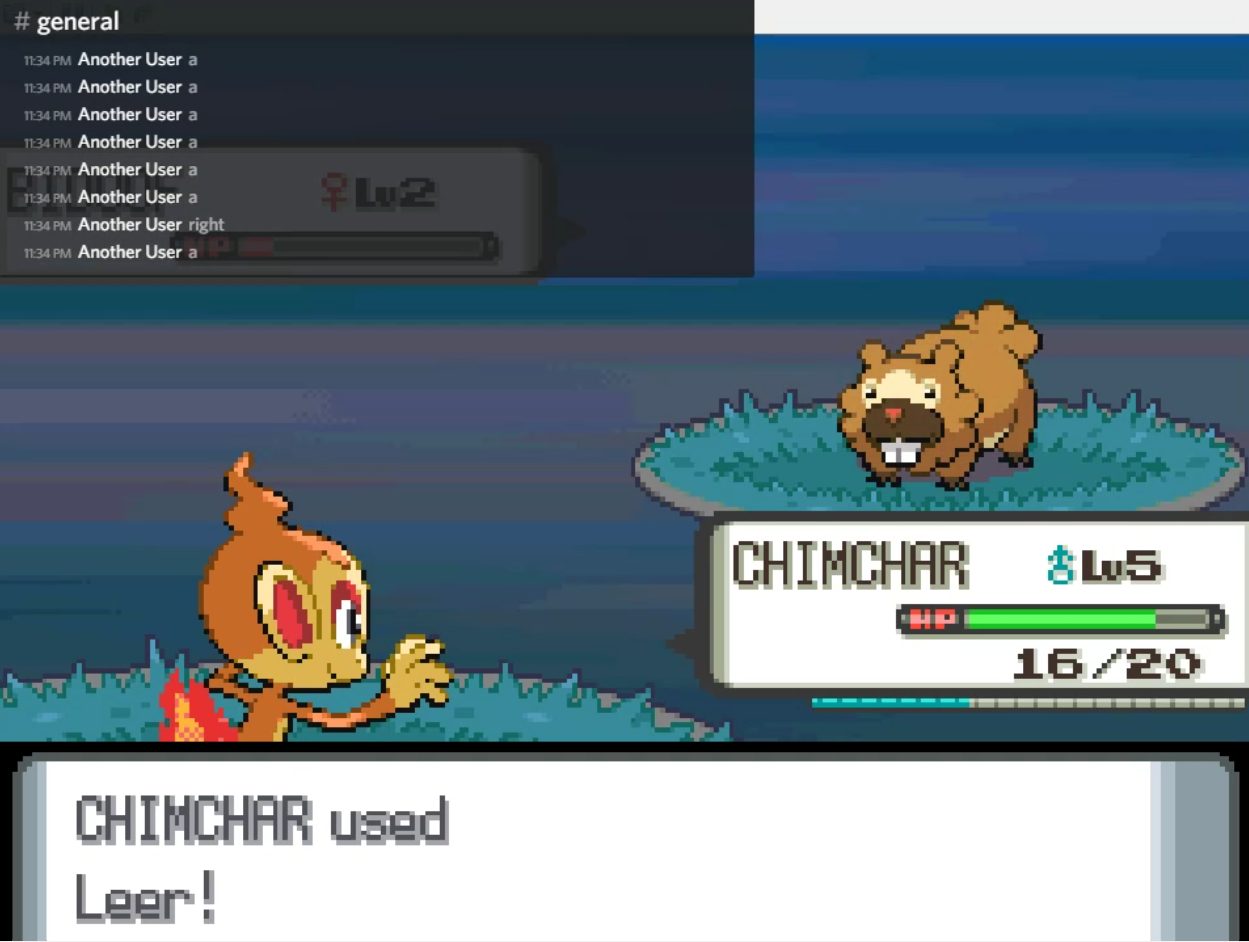 # general
11:34 PM Another User a
11:34 PM Another User a
11:34 PM Another User a
11:34 PM Another User a
11:34 PM Another User a
11:34 PM Another User a
11:34 PM Another User right
11:34 PM Another User a
♀Lv2
HP
CHIMCHAR ♂Lv5
HP
16/20
CHIMCHAR used
Leer!